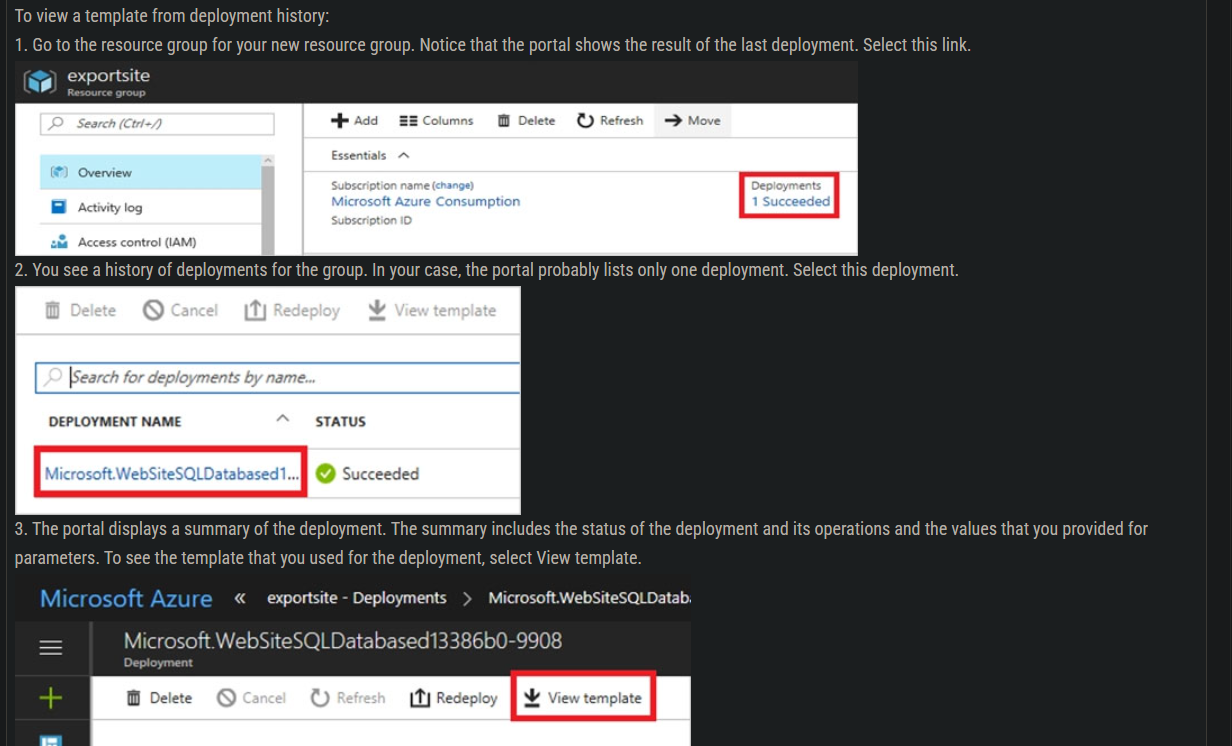 To view a template from deployment history:
1. Go to the resource group for your new resource group. Notice that the portal shows the result of the last deployment. Select this link.
exportsite
Resource group
Search (Ctrl+/)
Add Columns Delete Refresh Move
Essentials
Overview
Subscription name (change)
Deployments
Microsoft Azure Consumption
1 Succeeded
Activity log
Subscription ID
Access control (IAM)
2. You see a history of deployments for the group. In your case, the portal probably lists only one deployment. Select this deployment.
Delete Cancel Redeploy View template
Search for deployments by name...
DEPLOYMENT NAME STATUS
Microsoft.WebSiteSQLDatabased1... Succeeded
3. The portal displays a summary of the deployment. The summary includes the status of the deployment and its operations and the values that you provided for
parameters. To see the template that you used for the deployment, select View template.
Microsoft Azure « exportsite - Deployments > Microsoft.WebSiteSQLDatab
Microsoft.WebSiteSQLDatabased13386b0-9908
Deployment
Delete Cancel Refresh Redeploy View template